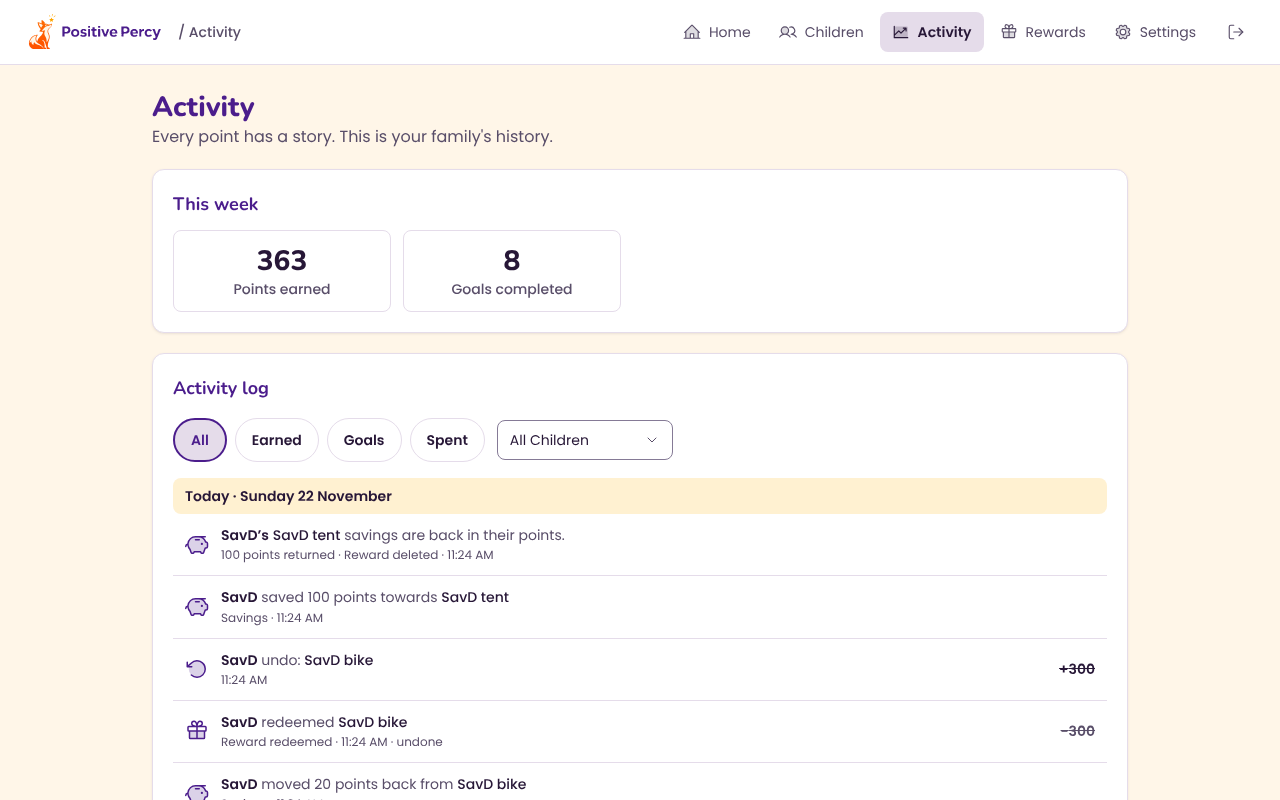 Positive Percy / Activity
Home
Children
Activity
Rewards
Settings
Activity
Every point has a story. This is your family's history.
This week
363
Points earned
8
Goals completed
Activity log
All
Earned
Goals
Spent
All Children
Today · Sunday 22 November
SavD’s SavD tent savings are back in their points.
100 points returned · Reward deleted · 11:24 AM
SavD saved 100 points towards SavD tent
Savings · 11:24 AM
SavD undo: SavD bike
11:24 AM
+300
SavD redeemed SavD bike
Reward redeemed · 11:24 AM · undone
−300
SavD moved 20 points back from SavD bike